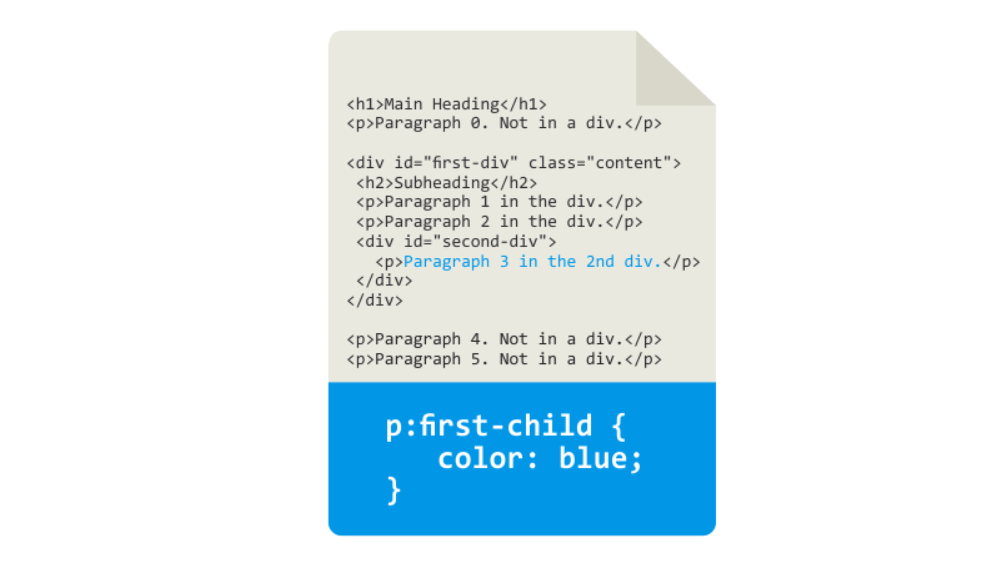 <h1>Main Heading</h1>
<p>Paragraph 0. Not in a div.</p>
<div id="first-div" class="content">
<h2>Subheading</h2>
<p>Paragraph 1 in the div.</p>
<p>Paragraph 2 in the div.</p>
<div id="second-div">
<p>Paragraph 3 in the 2nd div.</p>
</div>
</div>
<p>Paragraph 4. Not in a div.</p>
<p>Paragraph 5. Not in a div.</p>
p:first-child {
color: blue;
}